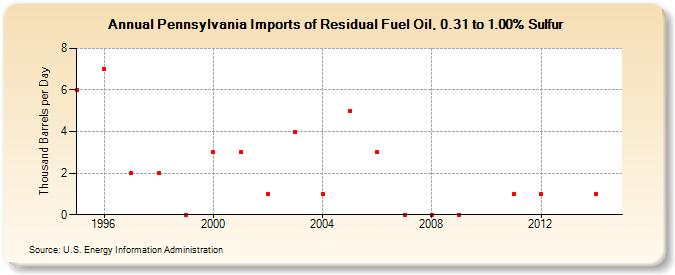 Annual Pennsylvania Imports of Residual Fuel Oil, 0.31 to 1.00% Sulfur
Thousand Barrels per Day
8
6
4
2
0
1996 2000 2004 2008 2012
Source: U.S. Energy Information Administration